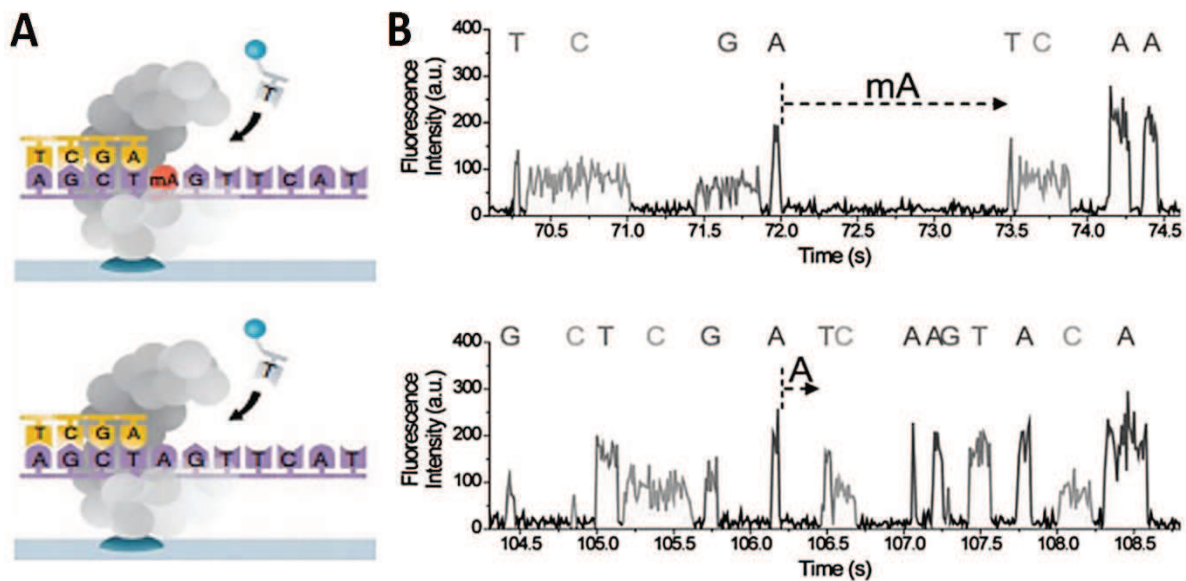 A
T
T C G A
A G C T mA G T T C A T
T
T C G A
A G C T A G T T C A T
B
T C G A T C A A
mA
400
300
200
100
0
Fluorescence
Intensity (a.u.)
70.5 71.0 71.5 72.0 72.5 73.0 73.5 74.0 74.5
Time (s)
G C T C G A T C A A G T A C A
A
400
300
200
100
0
Fluorescence
Intensity (a.u.)
104.5 105.0 105.5 106.0 106.5 107.0 107.5 108.0 108.5
Time (s)